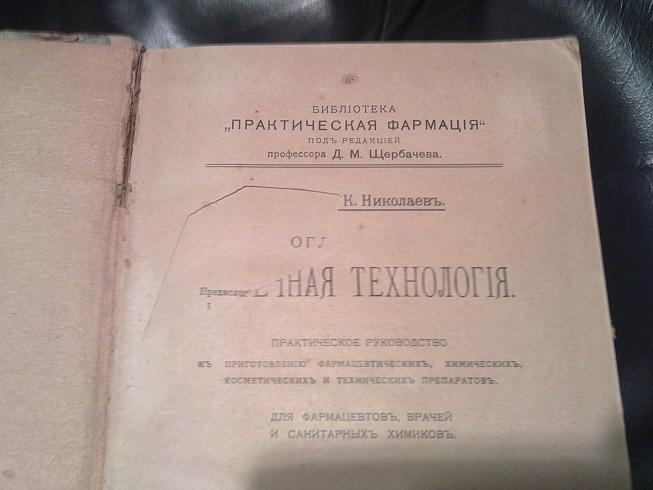 БИБЛІОТЕКА
„ПРАКТИЧЕСКАЯ ФАРМАЦІЯ“
ПОДЪ РЕДАКЦІЕЙ
профессора Д. М. Щербачева.
К. Николаевъ.
ОГЛ
ННАЯ ТЕХНОЛОГІЯ.
ПРАКТИЧЕСКОЕ РУКОВОДСТВО
КЪ ПРИГОТОВЛЕНІЮ ФАРМАЦЕВТИЧЕСКИХЪ, ХИМИЧЕСКИХЪ,
КОСМЕТИЧЕСКИХЪ И ТЕХНИЧЕСКИХЪ ПРЕПАРАТОВЪ.
ДЛЯ ФАРМАЦЕВТОВЪ, ВРАЧЕЙ
И САНИТАРНЫХЪ ХИМИКОВЪ.